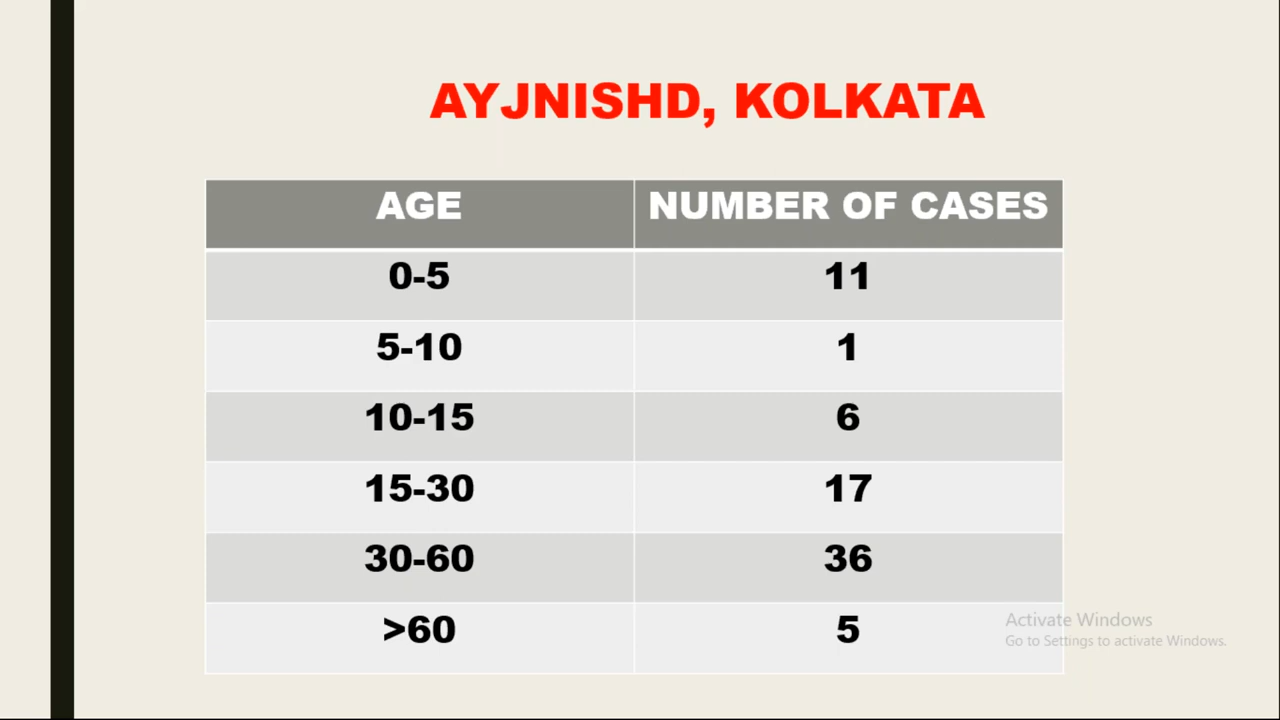 AYJNISHD, KOLKATA
AGE NUMBER OF CASES
0-5 11
5-10 1
10-15 6
15-30 17
30-60 36
>60 5
Activate Windows
Go to Settings to activate Windows.